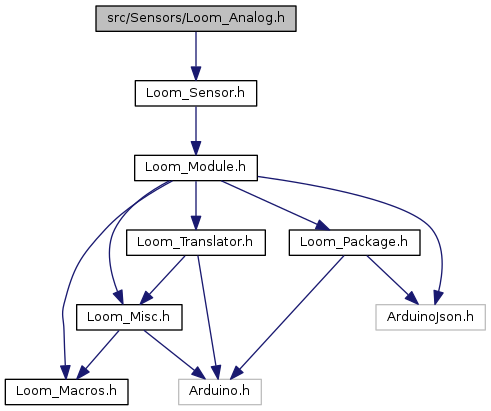 src/Sensors/Loom_Analog.h
Loom_Sensor.h
Loom_Module.h
Loom_Translator.h
Loom_Package.h
Loom_Misc.h
ArduinoJson.h
Loom_Macros.h
Arduino.h